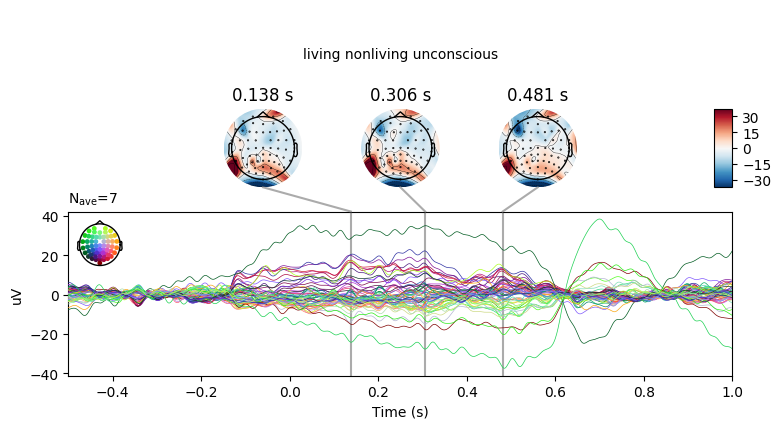 living nonliving unconscious
0.138 s 0.306 s 0.481 s
30
15
0
−15
−30
Nave=7
40
20
0
−20
−40
uV
−0.4 −0.2 0.0 0.2 0.4 0.6 0.8 1.0
Time (s)